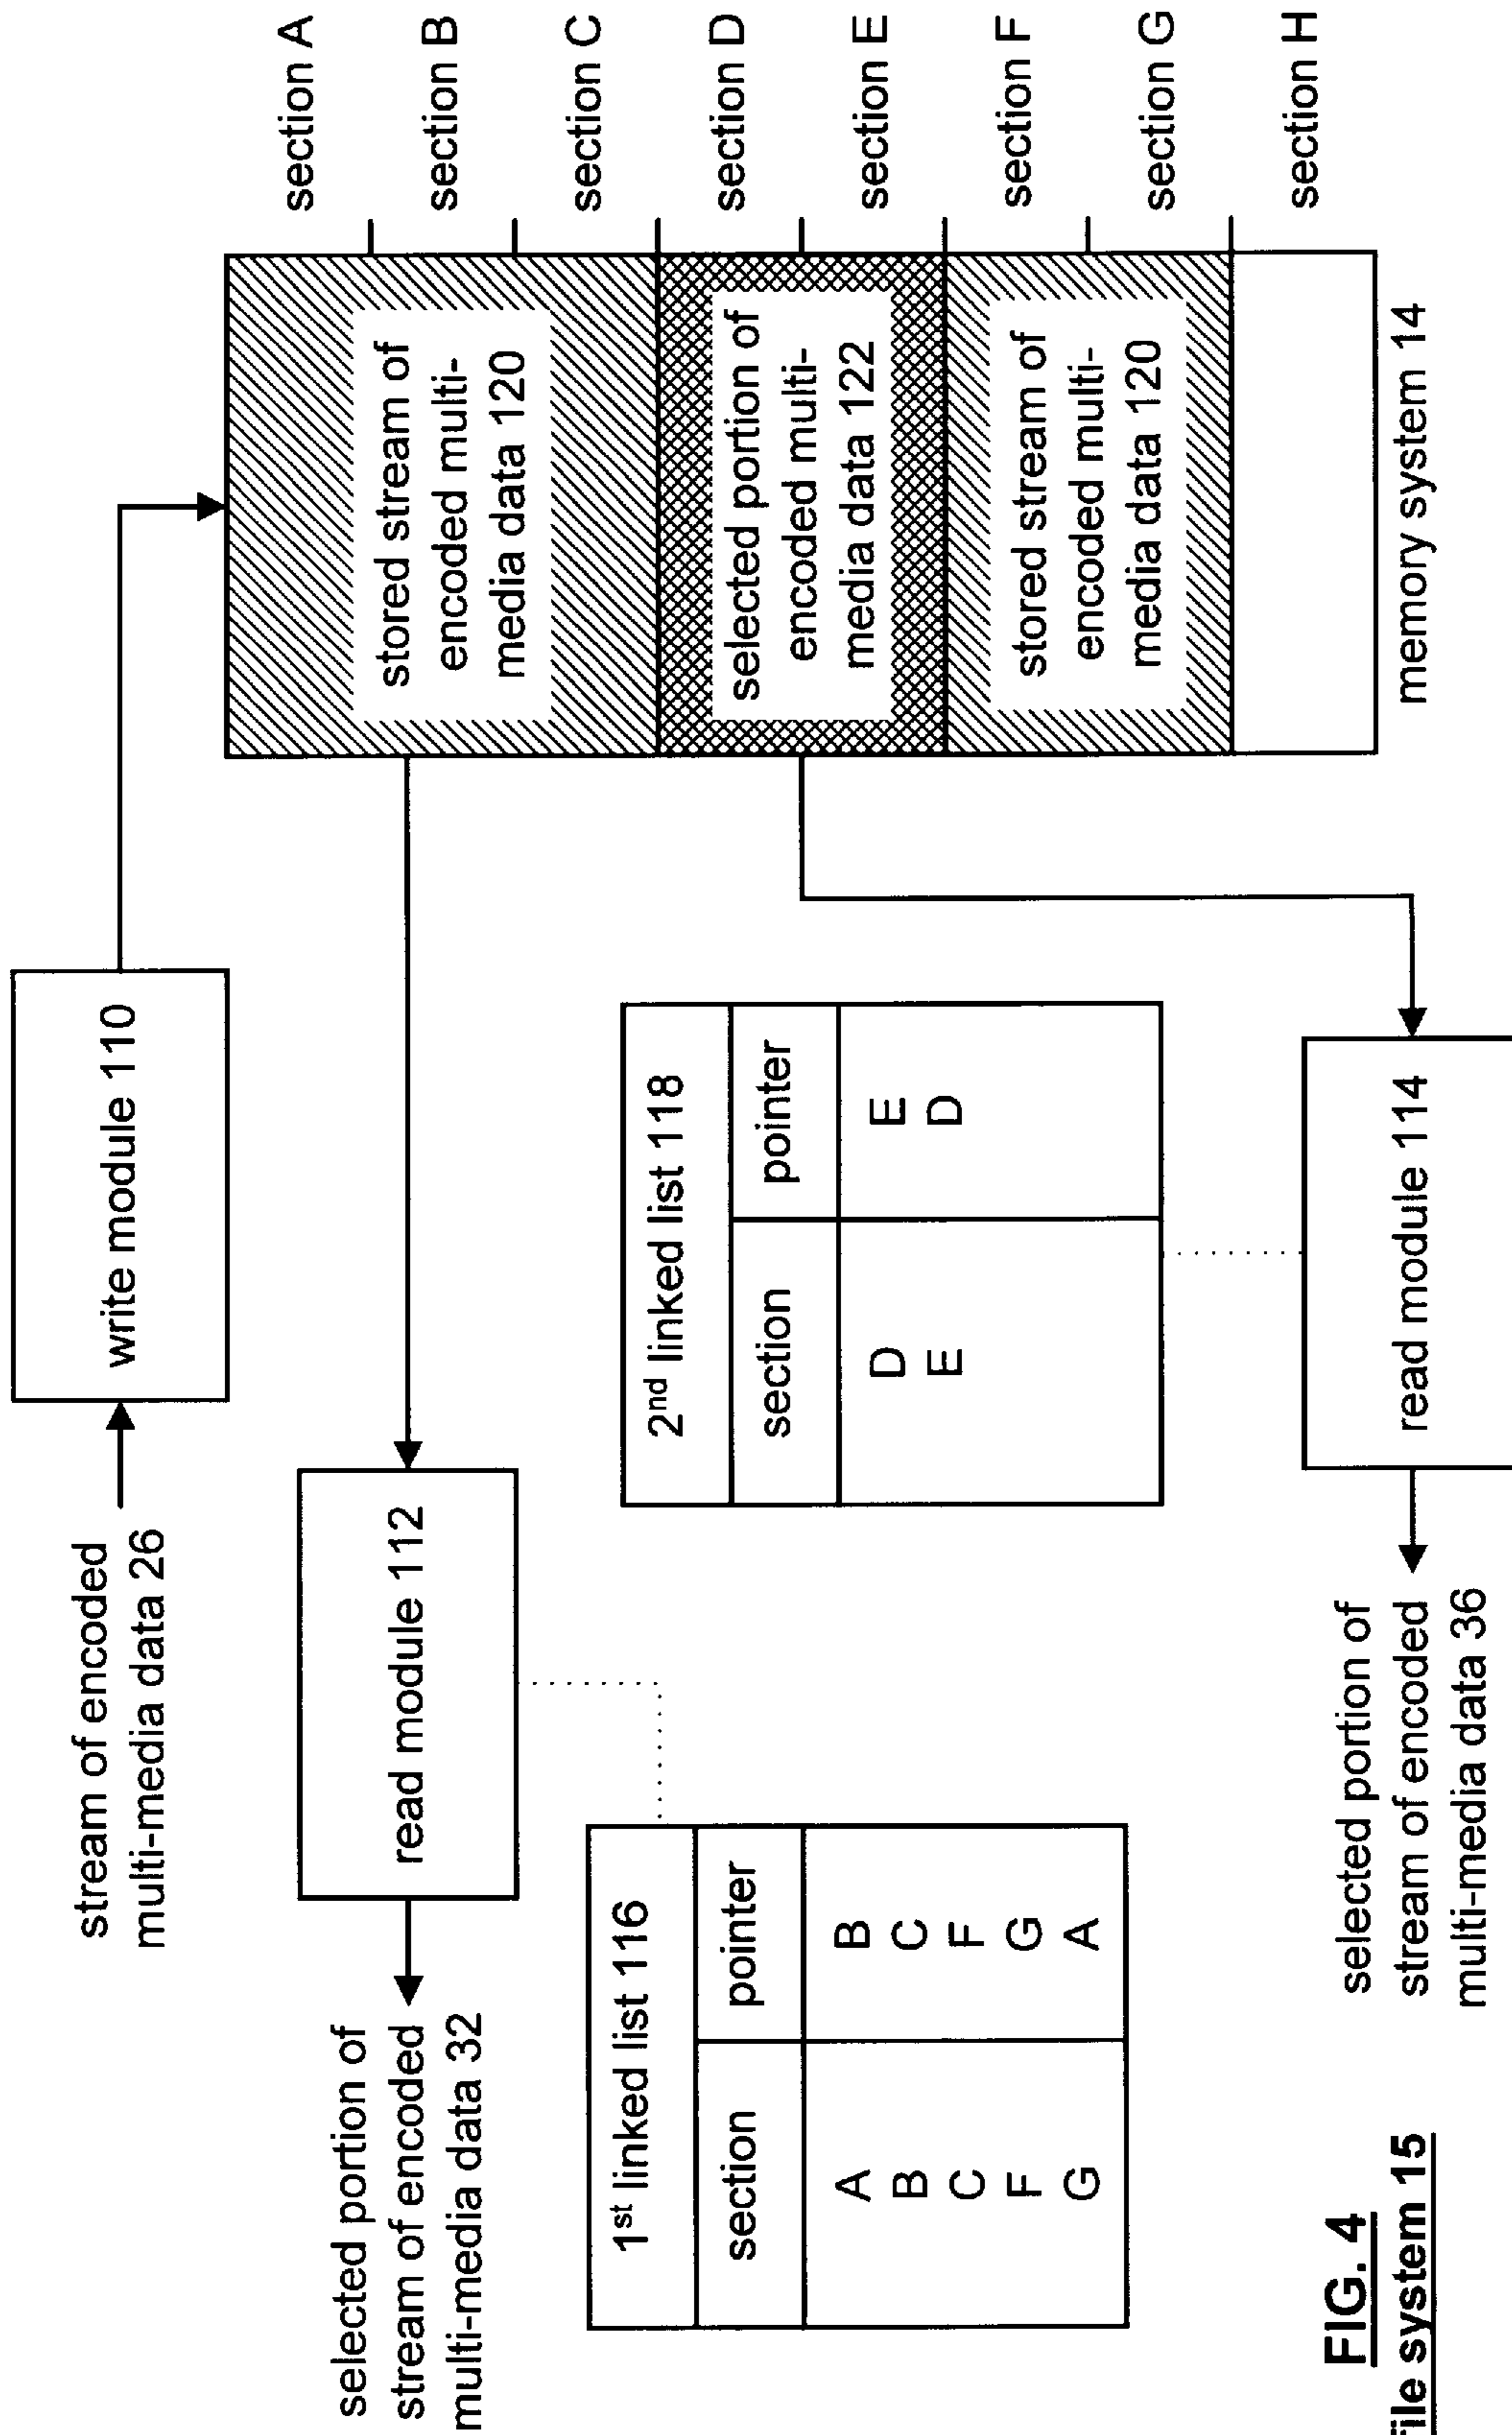 stream of encoded
multi-media data 26
write module 110
selected portion of
stream of encoded
multi-media data 32
read module 112
1st linked list 116
section pointer
A B
B C
C F
F G
G A
2nd linked list 118
section pointer
D E
E D
selected portion of
stream of encoded
multi-media data 36
read module 114
stored stream of
encoded multi-
media data 120
selected portion of
encoded multi-
media data 122
stored stream of
encoded multi-
media data 120
section A
section B
section C
section D
section E
section F
section G
section H
memory system 14
FIG. 4
file system 15